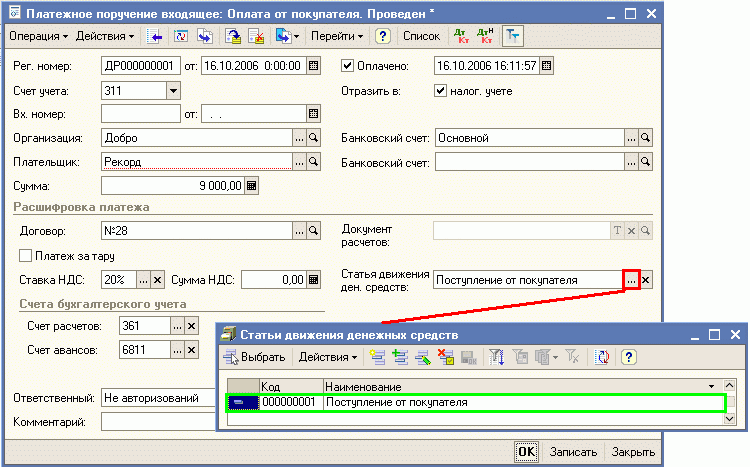 Платежное поручение входящее: Оплата от покупателя. Проведен *
Операция Действия Перейти ? Список Дт Кт Дт Н Кт
Рег. номер: ДР000000001 от: 16.10.2006 0:00:00 Оплачено: 16.10.2006 16:11:57
Счет учета: 311 Отразить в: налог. учете
Вх. номер: от: . .
Организация: Добро ... Банковский счет: Основной ...
Плательщик: Рекорд ... Банковский счет: ...
Сумма: 9 000,00
Расшифровка платежа
Договор: №28 ... Документ расчетов: T
Платеж за тару
Ставка НДС: 20% ... Сумма НДС: 0,00 Статья движения ден. средств: Поступление от покупателя ...
Счета бухгалтерского учета
Счет расчетов: 361 ...
Счет авансов: 6811 ...
Статьи движения денежных средств
Выбрать Действия ?
Код Наименование
000000001 Поступление от покупателя
Ответственный: Не авторизований
Комментарий:
OK Записать Закрыть